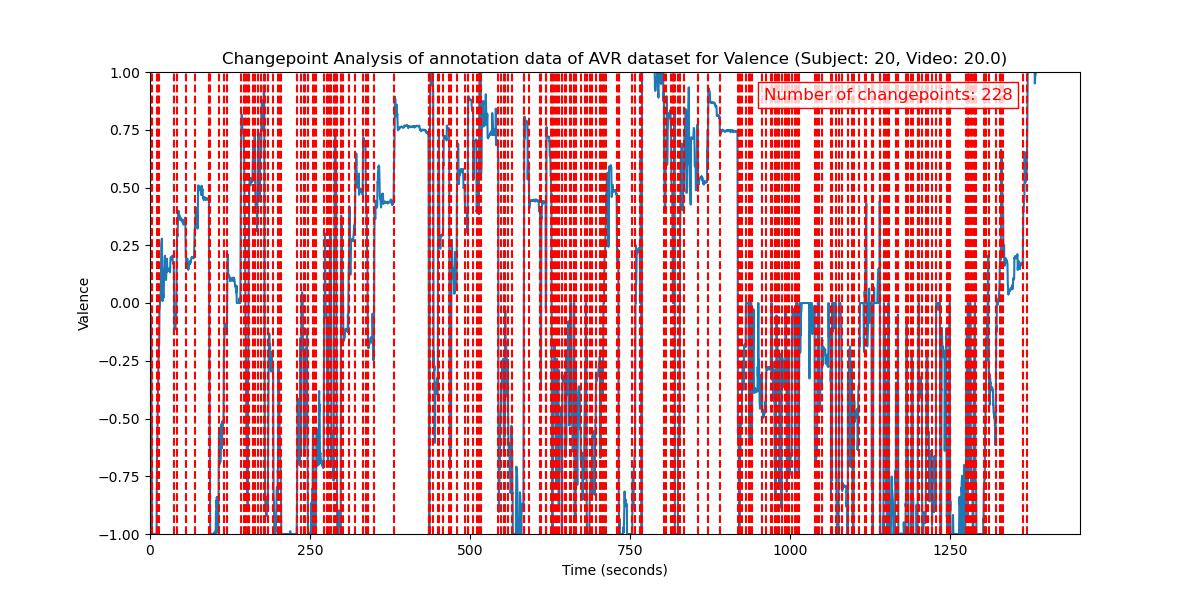 Changepoint Analysis of annotation data of AVR dataset for Valence (Subject: 20, Video: 20.0)
Number of changepoints: 228
1.00
0.75
0.50
0.25
0.00
−0.25
−0.50
−0.75
−1.00
Valence
0 250 500 750 1000 1250
Time (seconds)